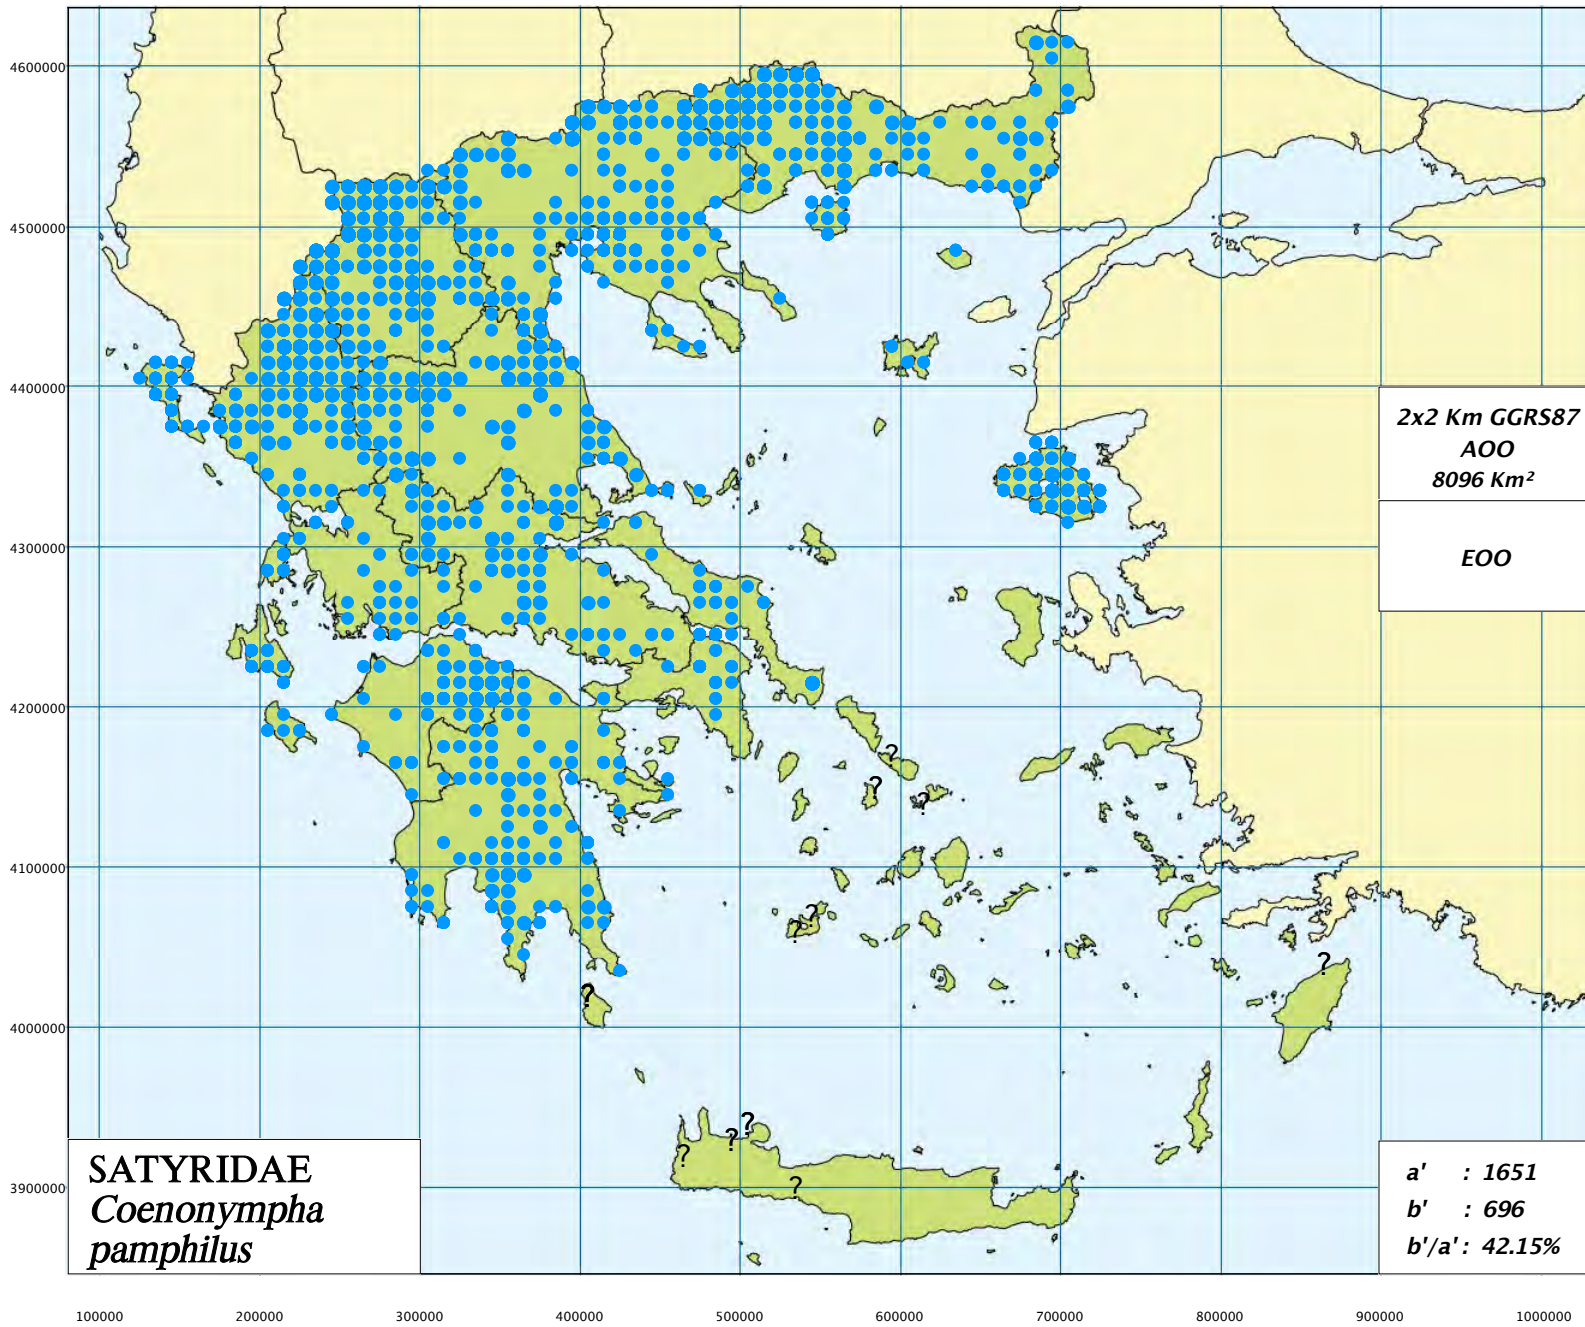 4600000
4500000
4400000
4300000
4200000
4100000
4000000
3900000
2x2 Km GGRS87
AOO
8096 Km²
EOO
?
?
?
?
?
?
?
?
?
?
?
SATYRIDAE
Coenonympha
pamphilus
a' : 1651
b' : 696
b'/a' : 42.15%
100000 200000 300000 400000 500000 600000 700000 800000 900000 1000000